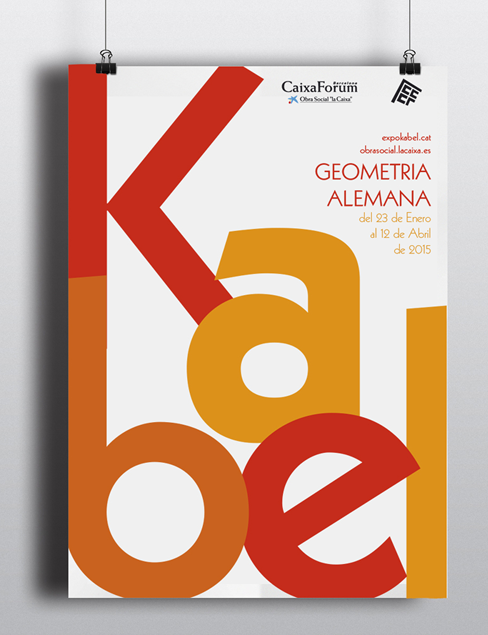 Barcelona
CaixaForum
Obra Social "la Caixa"
expokabel.cat
obrasocial.lacaixa.es
GEOMETRIA
ALEMANA
del 23 de Enero
al 12 de Abril
de 2015
Kabel